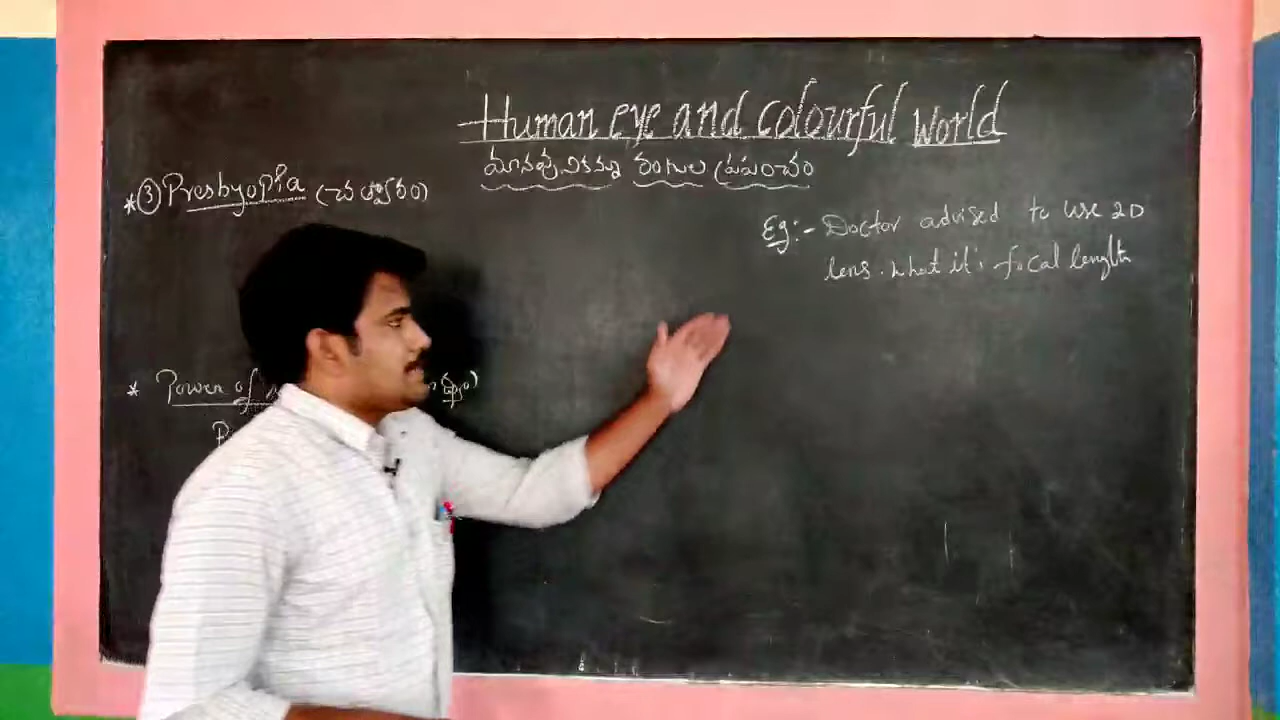 Human eye and colourful world
మానవుని కన్ను రంగుల ప్రపంచం
*③ Presbyopia (చత్వారం)
Eg:- Doctor advised to use 2D
lens. what it's focal length
* Power of
P